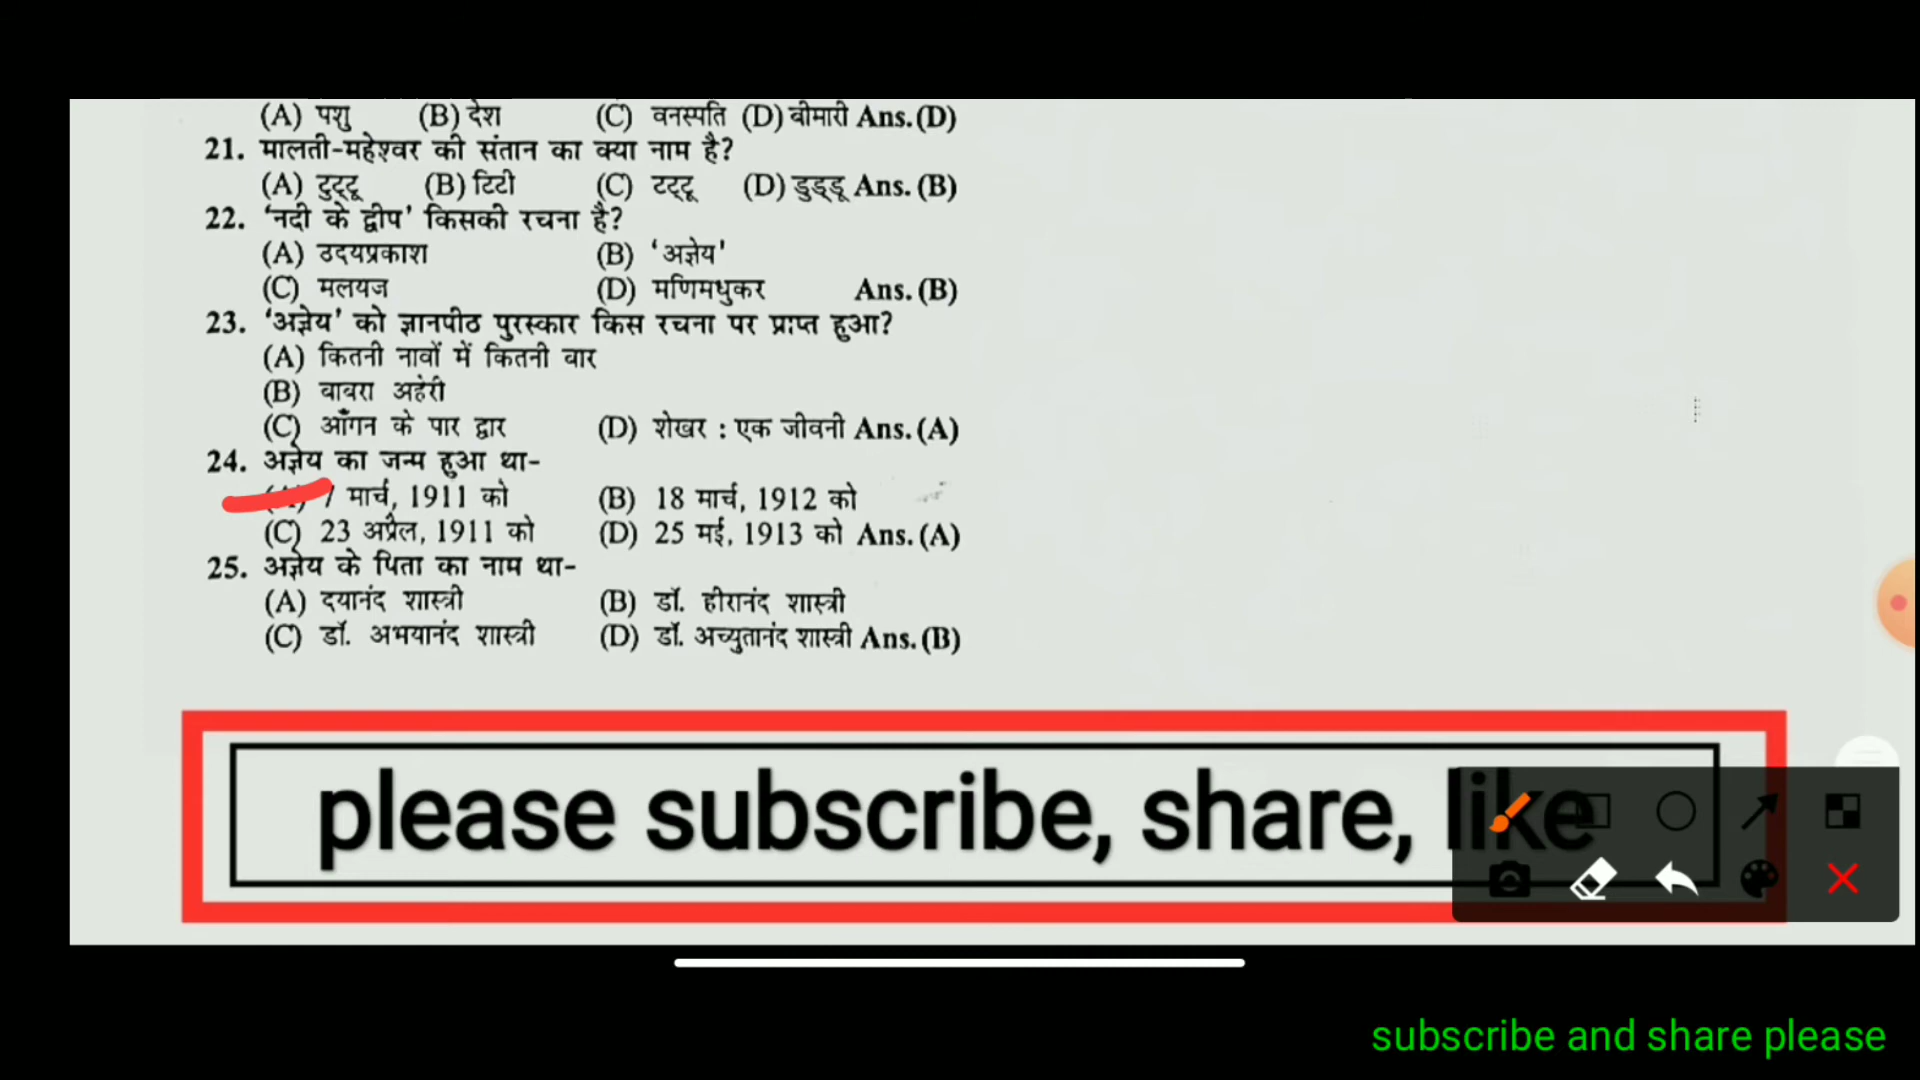 (A) पशु (B) देश (C) वनस्पति (D) बीमारी Ans. (D)
21. मालती-महेश्वर की संतान का क्या नाम है?
(A) टुट्टू (B) टिटी (C) टट्टू (D) डुड्डू Ans. (B)
22. ‘नदी के द्वीप’ किसकी रचना है?
(A) उदयप्रकाश (B) ‘अज्ञेय’
(C) मलयज (D) मणिमधुकर Ans. (B)
23. ‘अज्ञेय’ को ज्ञानपीठ पुरस्कार किस रचना पर प्राप्त हुआ?
(A) कितनी नावों में कितनी बार
(B) बावरा अहेरी
(C) आँगन के पार द्वार (D) शेखर : एक जीवनी Ans. (A)
24. अज्ञेय का जन्म हुआ था-
(A) 7 मार्च, 1911 को (B) 18 मार्च, 1912 को
(C) 23 अप्रैल, 1911 को (D) 25 मई, 1913 को Ans. (A)
25. अज्ञेय के पिता का नाम था-
(A) दयानंद शास्त्री (B) डॉ. हीरानंद शास्त्री
(C) डॉ. अभयानंद शास्त्री (D) डॉ. अच्युतानंद शास्त्री Ans. (B)
please subscribe, share, like
subscribe and share please